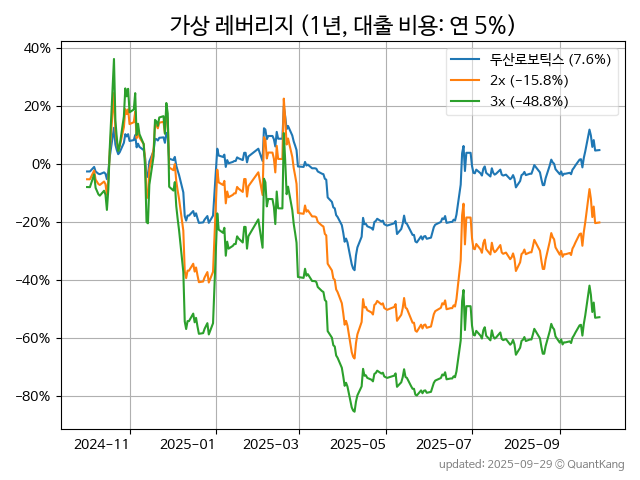 가상 레버리지 (1년, 대출 비용: 연 5%)
두산로보틱스 (7.6%)
2x (−15.8%)
3x (−48.8%)
40%
20%
0%
−20%
−40%
−60%
−80%
2024-11 2025-01 2025-03 2025-05 2025-07 2025-09
updated: 2025-09-29 © QuantKang